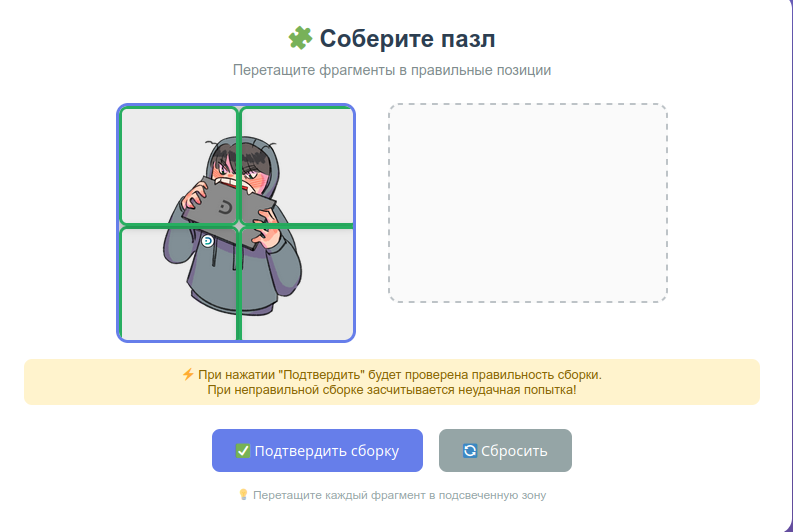 Соберите пазл
Перетащите фрагменты в правильные позиции
При нажатии "Подтвердить" будет проверена правильность сборки.
При неправильной сборке засчитывается неудачная попытка!
Подтвердить сборку
Сбросить
Перетащите каждый фрагмент в подсвеченную зону